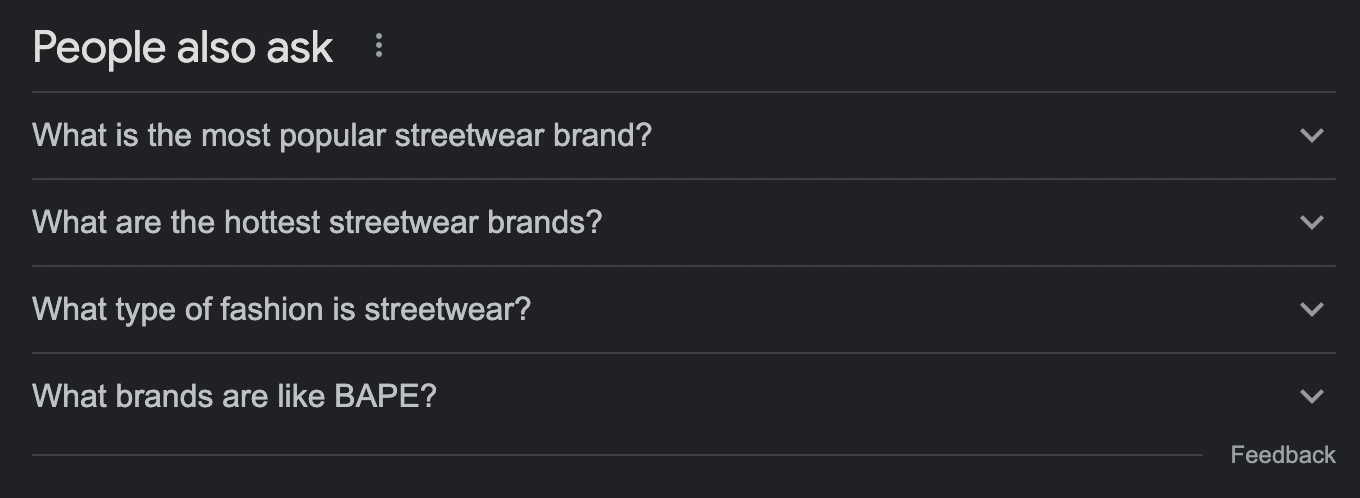 People also ask
What is the most popular streetwear brand?
What are the hottest streetwear brands?
What type of fashion is streetwear?
What brands are like BAPE?
Feedback